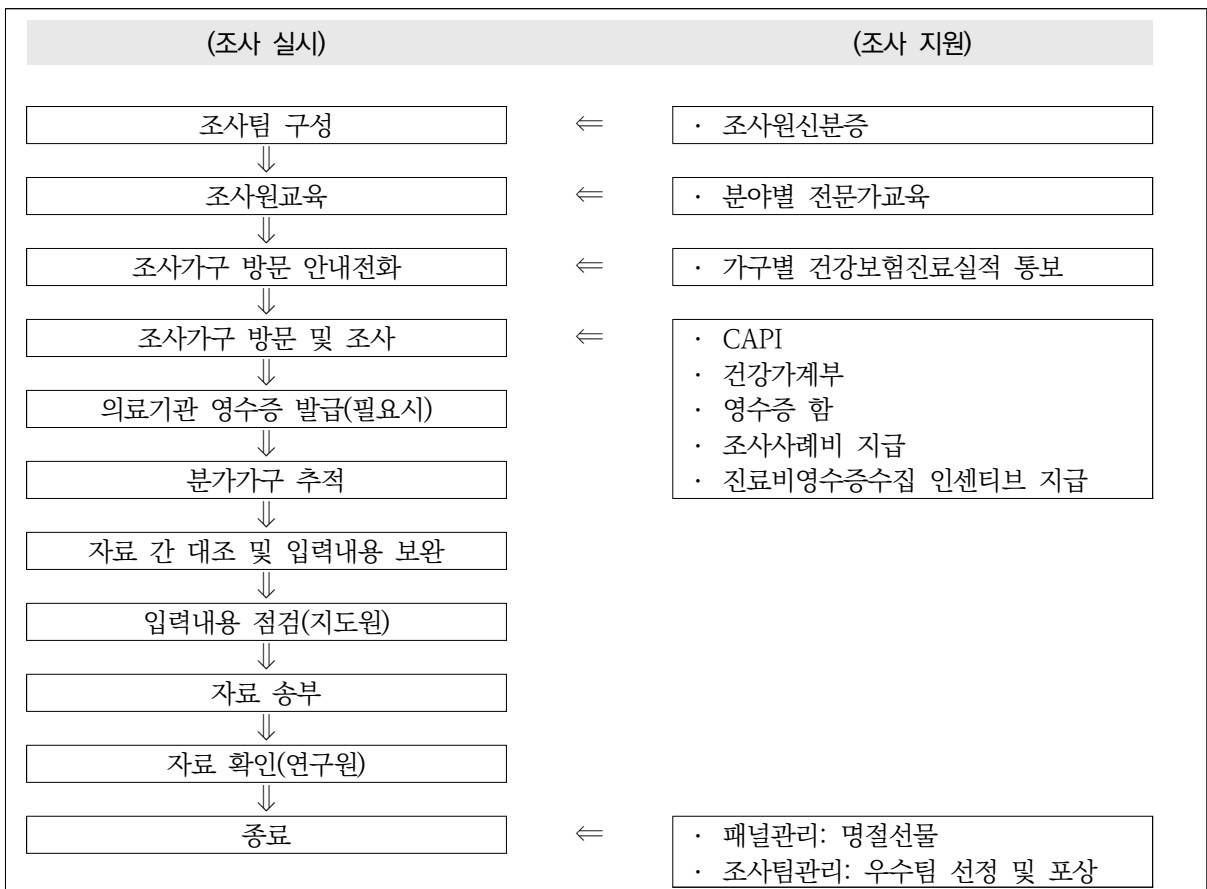 (조사 실시) (조사 지원)
조사팀 구성 ⇐ · 조사원신분증
⇓
조사원교육 ⇐ · 분야별 전문가교육
⇓
조사가구 방문 안내전화 ⇐ · 가구별 건강보험진료실적 통보
⇓
조사가구 방문 및 조사 ⇐ · CAPI
⇓
· 건강가계부
의료기관 영수증 발급(필요시) · 영수증 함
⇓
· 조사사례비 지급
분가가구 추적 · 진료비영수증수집 인센티브 지급
⇓
자료 간 대조 및 입력내용 보완
⇓
입력내용 점검(지도원)
⇓
자료 송부
⇓
자료 확인(연구원)
⇓
종료 ⇐ · 패널관리: 명절선물
· 조사팀관리: 우수팀 선정 및 포상